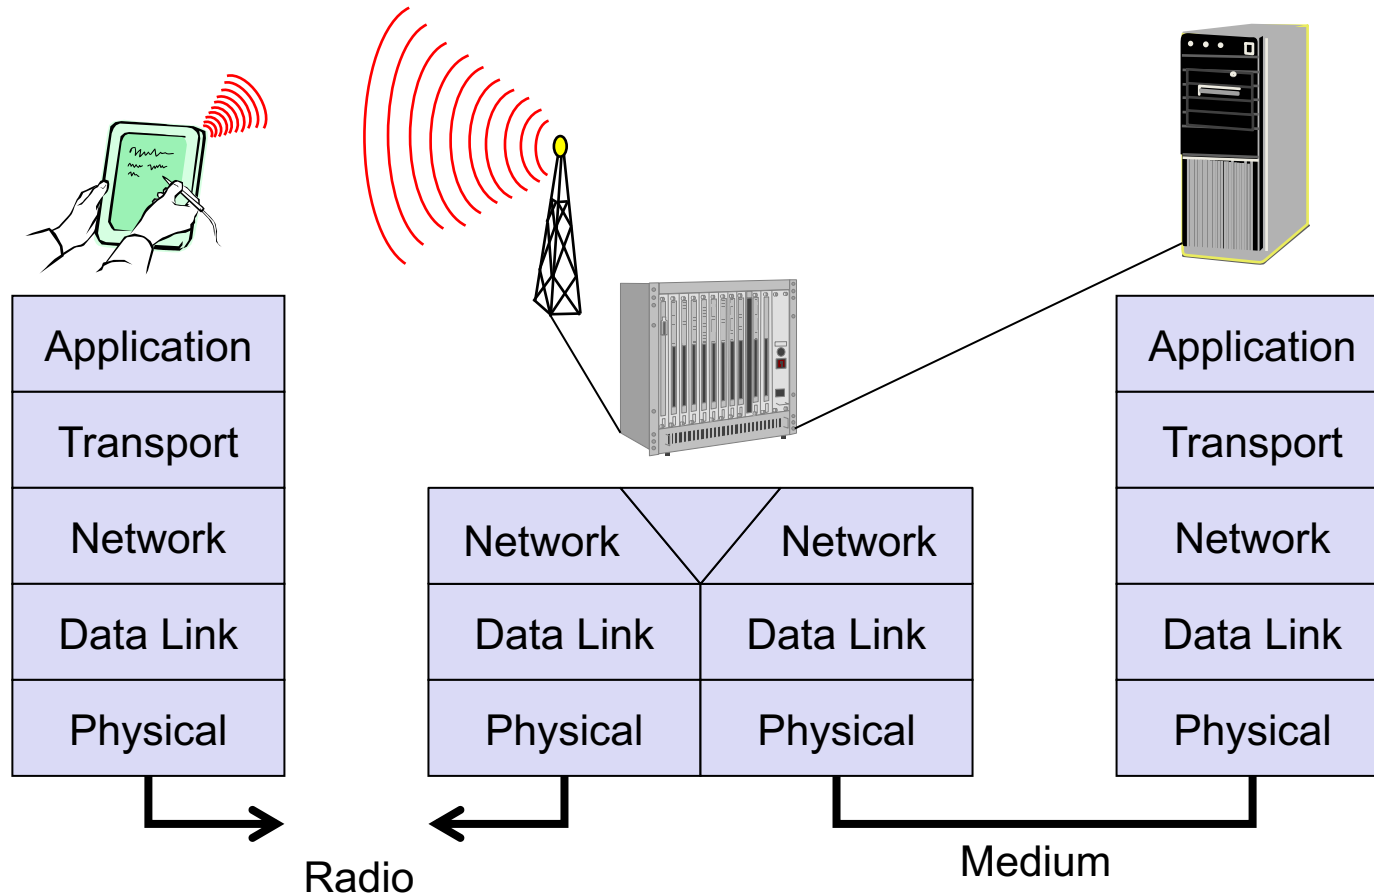 Application
Transport
Network
Data Link
Physical
Network
Network
Data Link
Data Link
Physical
Physical
Application
Transport
Network
Data Link
Physical
Radio
Medium